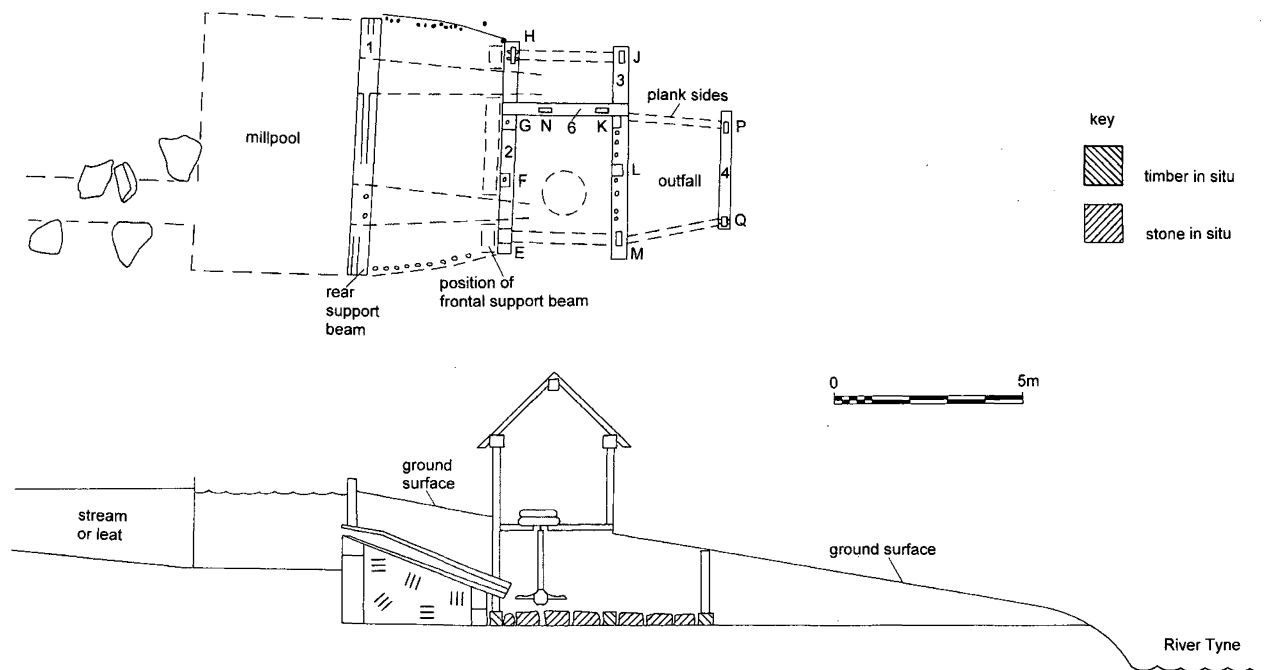 H
1
J
3
plank sides
key
millpool
G
N
6
K
P
2
timber in situ
L
4
F
outfall
stone in situ
Q
E
M
position of
frontal support beam
rear
support
beam
0
5m
ground
surface
stream
or leat
ground surface
River Tyne